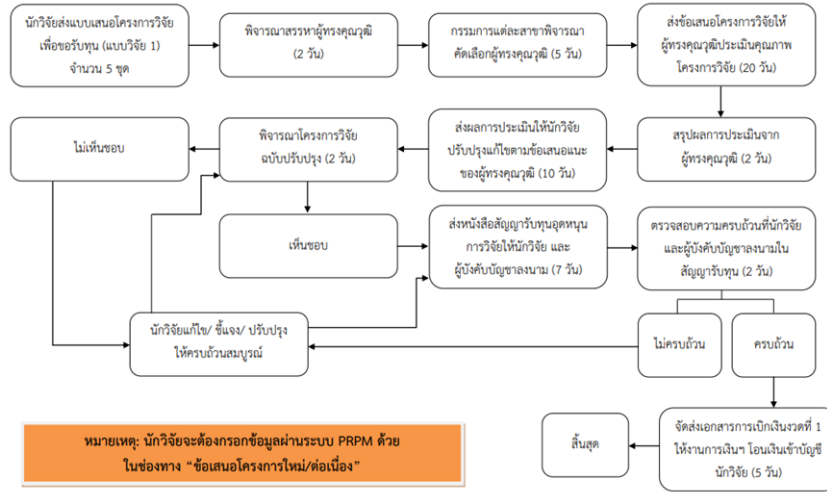 นักวิจัยส่งแบบเสนอโครงการวิจัย
เพื่อขอรับทุน (แบบวิจัย 1)
จำนวน 5 ชุด
พิจารณาสรรหาผู้ทรงคุณวุฒิ
(2 วัน)
กรรมการแต่ละสาขาพิจารณา
คัดเลือกผู้ทรงคุณวุฒิ (5 วัน)
ส่งข้อเสนอโครงการวิจัยให้
ผู้ทรงคุณวุฒิประเมินคุณภาพ
โครงการวิจัย (20 วัน)
ไม่เห็นชอบ
พิจารณาโครงการวิจัย
ฉบับปรับปรุง (2 วัน)
ส่งผลการประเมินให้นักวิจัย
ปรับปรุงแก้ไขตามข้อเสนอแนะ
ของผู้ทรงคุณวุฒิ (10 วัน)
สรุปผลการประเมินจาก
ผู้ทรงคุณวุฒิ (2 วัน)
เห็นชอบ
ส่งหนังสือสัญญารับทุนอุดหนุน
การวิจัยให้นักวิจัย และ
ผู้บังคับบัญชาลงนาม (7 วัน)
ตรวจสอบความครบถ้วนที่นักวิจัย
และผู้บังคับบัญชาลงนามใน
สัญญารับทุน (2 วัน)
นักวิจัยแก้ไข/ ชี้แจง/ ปรับปรุง
ให้ครบถ้วนสมบูรณ์
ไม่ครบถ้วน
ครบถ้วน
หมายเหตุ: นักวิจัยจะต้องกรอกข้อมูลผ่านระบบ PRPM ด้วย
ในช่องทาง “ข้อเสนอโครงการใหม่/ต่อเนื่อง”
สิ้นสุด
จัดส่งเอกสารการเบิกเงินงวดที่ 1
ให้งานการเงินฯ โอนเงินเข้าบัญชี
นักวิจัย (5 วัน)